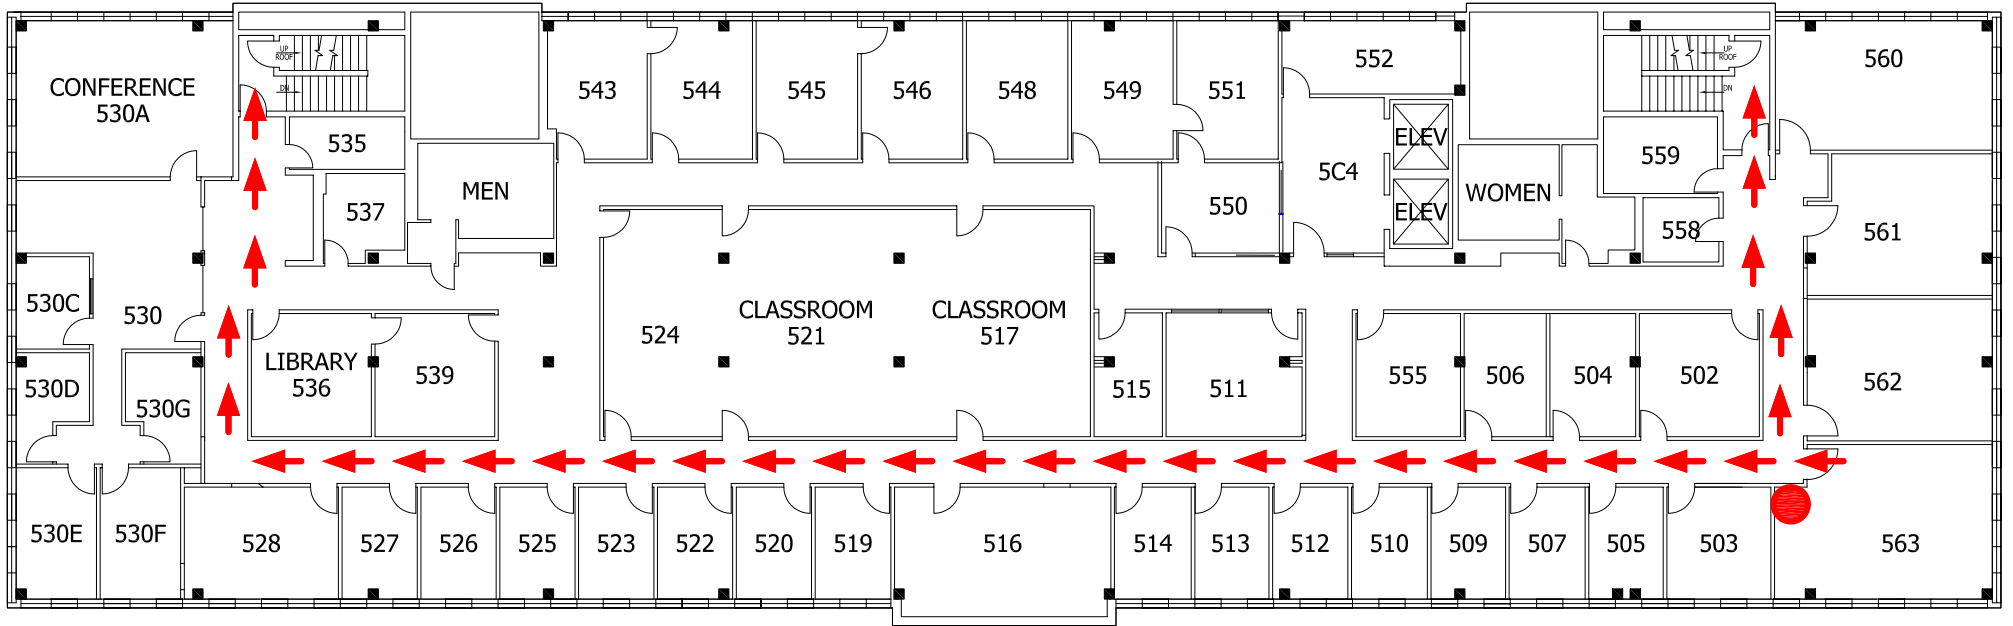 CONFERENCE
530A
UP
ROOF
DN
535
537
MEN
543
544
545
546
548
549
551
552
5C4
ELEV
ELEV
550
WOMEN
559
558
UP
ROOF
DN
560
561
562
563
530C
530
530D
530G
530E
530F
LIBRARY
536
539
524
CLASSROOM
521
CLASSROOM
517
515
511
555
506
504
502
528
527
526
525
523
522
520
519
516
514
513
512
510
509
507
505
503